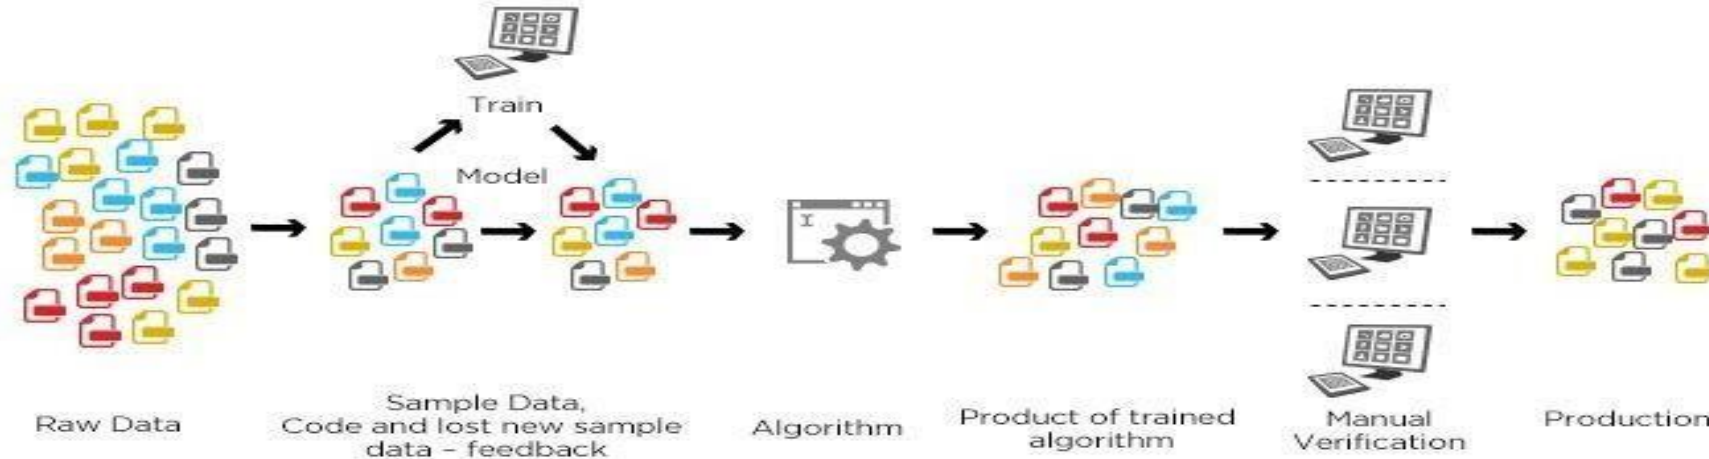 Train
Model
Raw Data
Sample Data,
Code and lost new sample
data – feedback
Algorithm
Product of trained
algorithm
Manual
Verification
Production